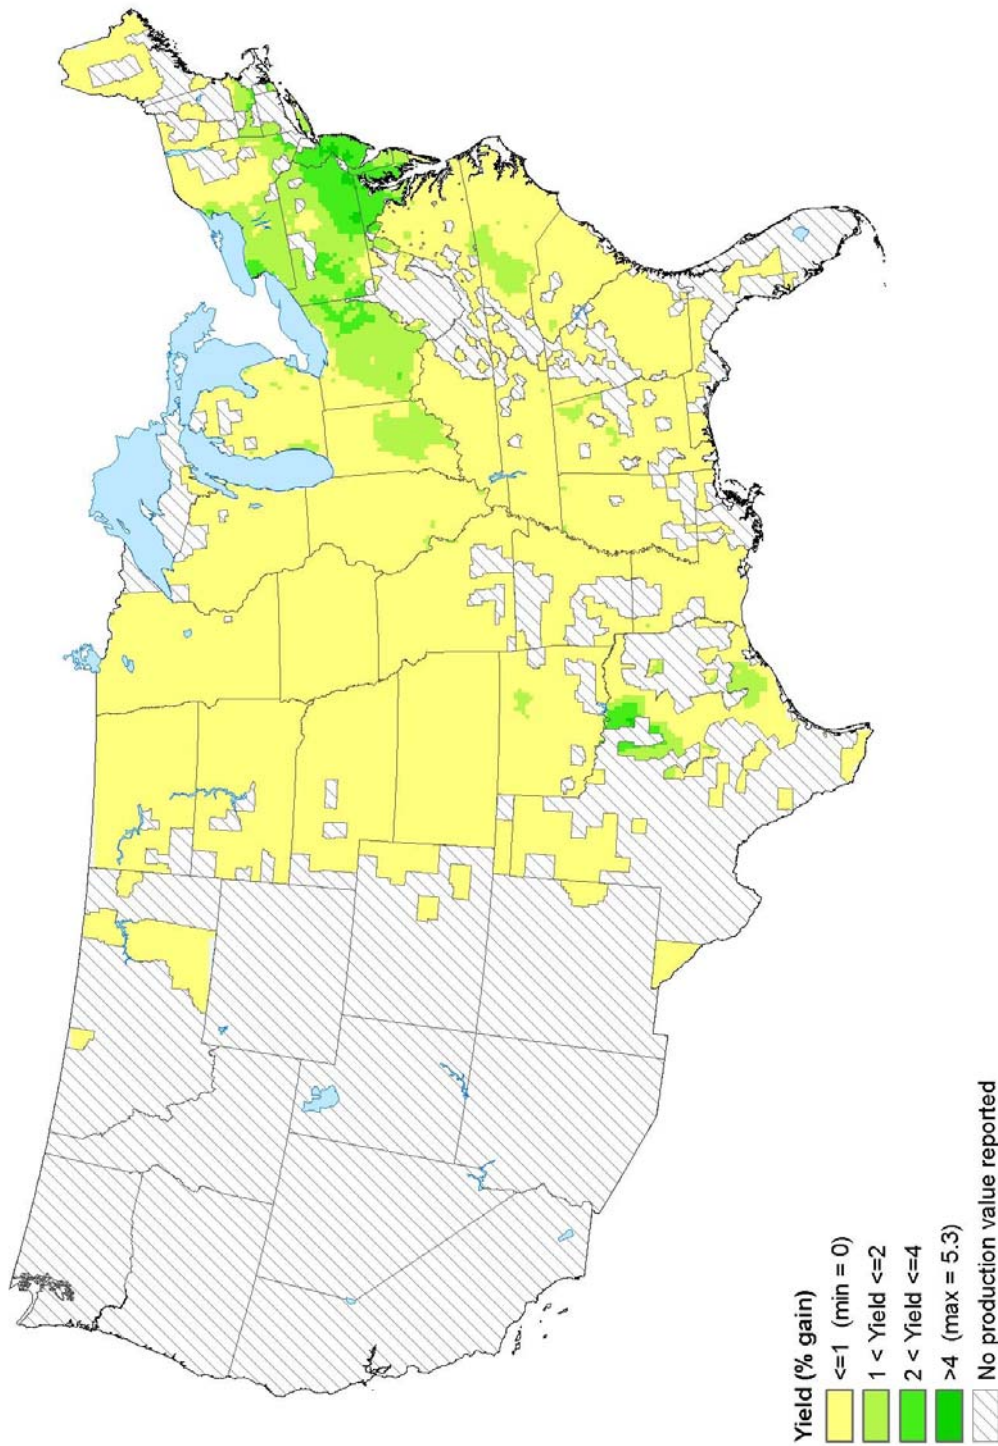 Yield (% gain)
<=1 (min = 0)
1 < Yield <=2
2 < Yield <=4
>4 (max = 5.3)
No production value reported